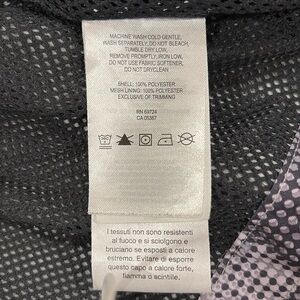 MACHINE WASH COLD GENTLE,
WASH SEPARATELY, DO NOT BLEACH,
TUMBLE DRY LOW,
REMOVE PROMPTLY, IRON LOW,
DO NOT USE FABRIC SOFTENER,
DO NOT DRYCLEAN
SHELL: 100% POLYESTER
MESH LINING: 100% POLYESTER
EXCLUSIVE OF TRIMMING
RN 69724
CA 05367
I tessuti non sono resistenti
al fuoco e si sciolgono e
bruciano se esposti a calore
estremo. Evitare di esporre
questo capo a calore forte,
fiamma o scintille.